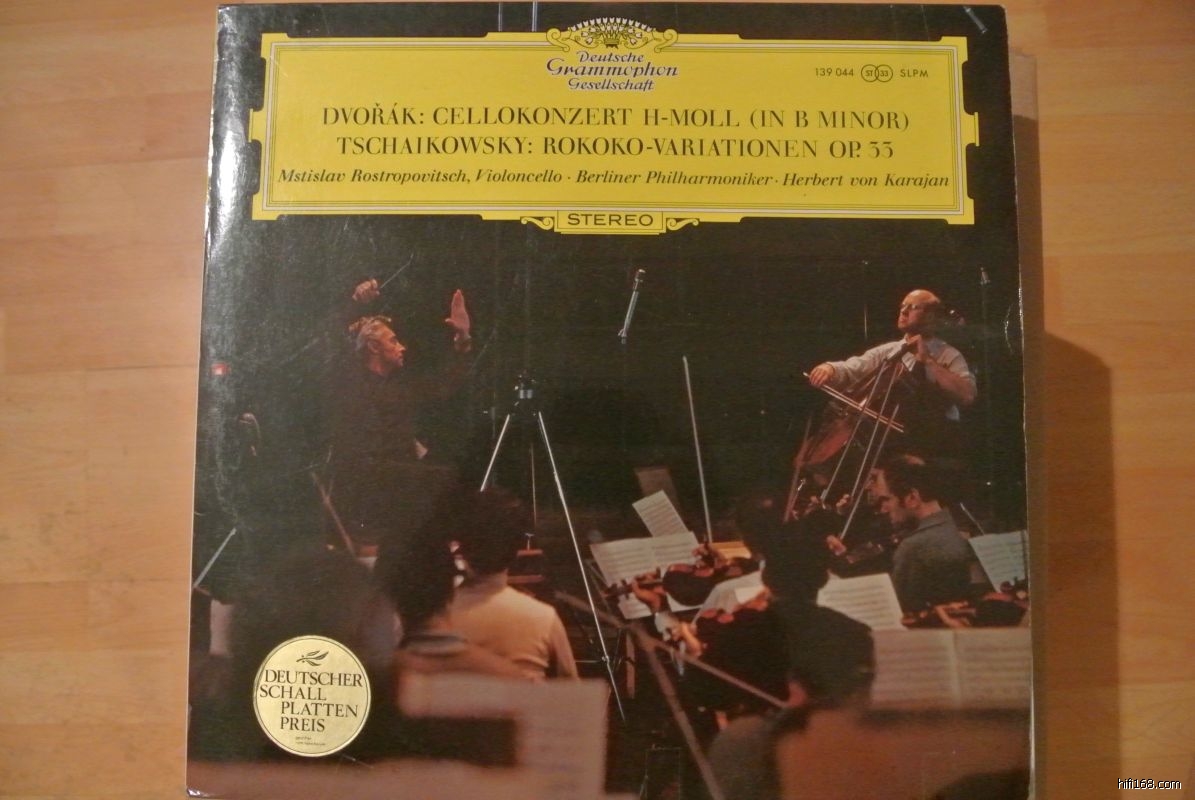 Deutsche
Grammophon
Gesellschaft
139 044 ST 33 SLPM
DVOŘÁK: CELLOKONZERT H-MOLL (IN B MINOR)
TSCHAIKOWSKY: ROKOKO-VARIATIONEN OP. 33
Mstislav Rostropovitsch, Violoncello · Berliner Philharmoniker · Herbert von Karajan
STEREO
DEUTSCHER
SCHALL
PLATTEN
PREIS
hifi168.com